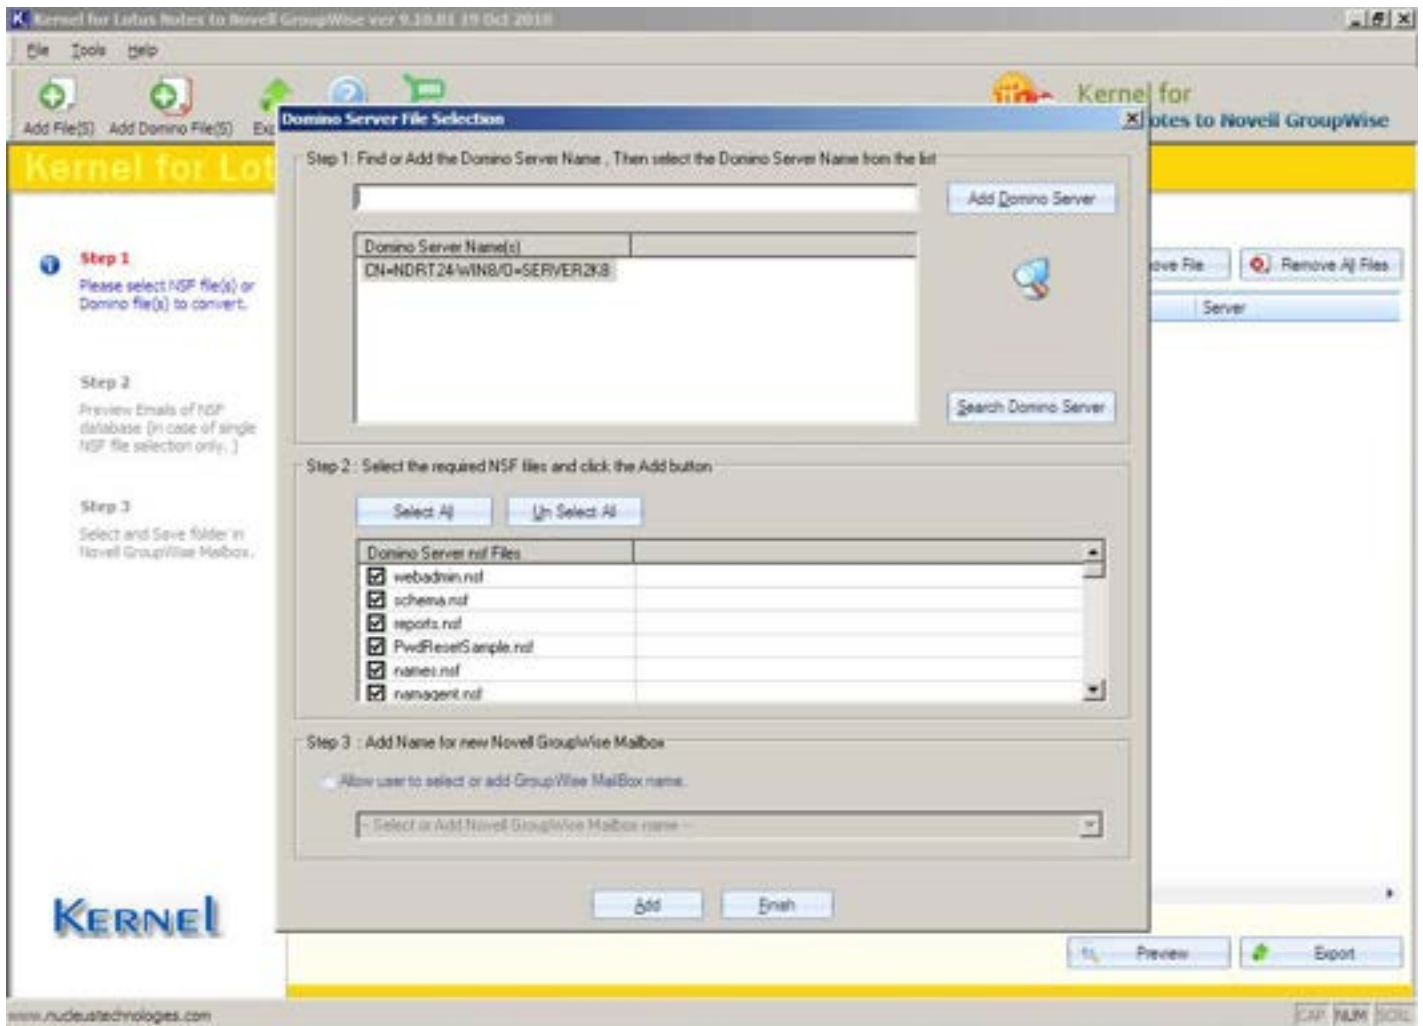 Kernel for Lotus Notes to Novell GroupWise ver 9.10.01 19 Oct 2010
File Tools Help
Add File(S) Add Domino File(S)
Kernel for
otes to Novell GroupWise
Kernel for Lot
Domino Server File Selection
Step 1: Find or Add the Domino Server Name , Then select the Domino Server Name from the list
Add Domino Server
Domino Server Name(s)
CN=NDRT24-WIN8/O=SERVER2K8
Search Domino Server
Step 1
Please select NSF file(s) or
Domino file(s) to convert.
Step 2
Preview Emails of NSF
database (in case of single
NSF file selection only. )
Step 3
Select and Save folder in
Novell GroupWise Mailbox.
ove File Remove All Files
Server
Step 2 : Select the required NSF files and click the Add button
Select All Un Select All
Domino Server nsf Files
webadmin.nsf
schema.nsf
reports.nsf
PwdResetSample.nsf
names.nsf
namagent.nsf
Step 3 : Add Name for new Novell GroupWise Mailbox
Allow user to select or add GroupWise MailBox name.
-- Select or Add Novell GroupWise Mailbox name --
Add Finish
KERNEL
Preview Export
www.nucleustechnologies.com
CAP NUM SCRL